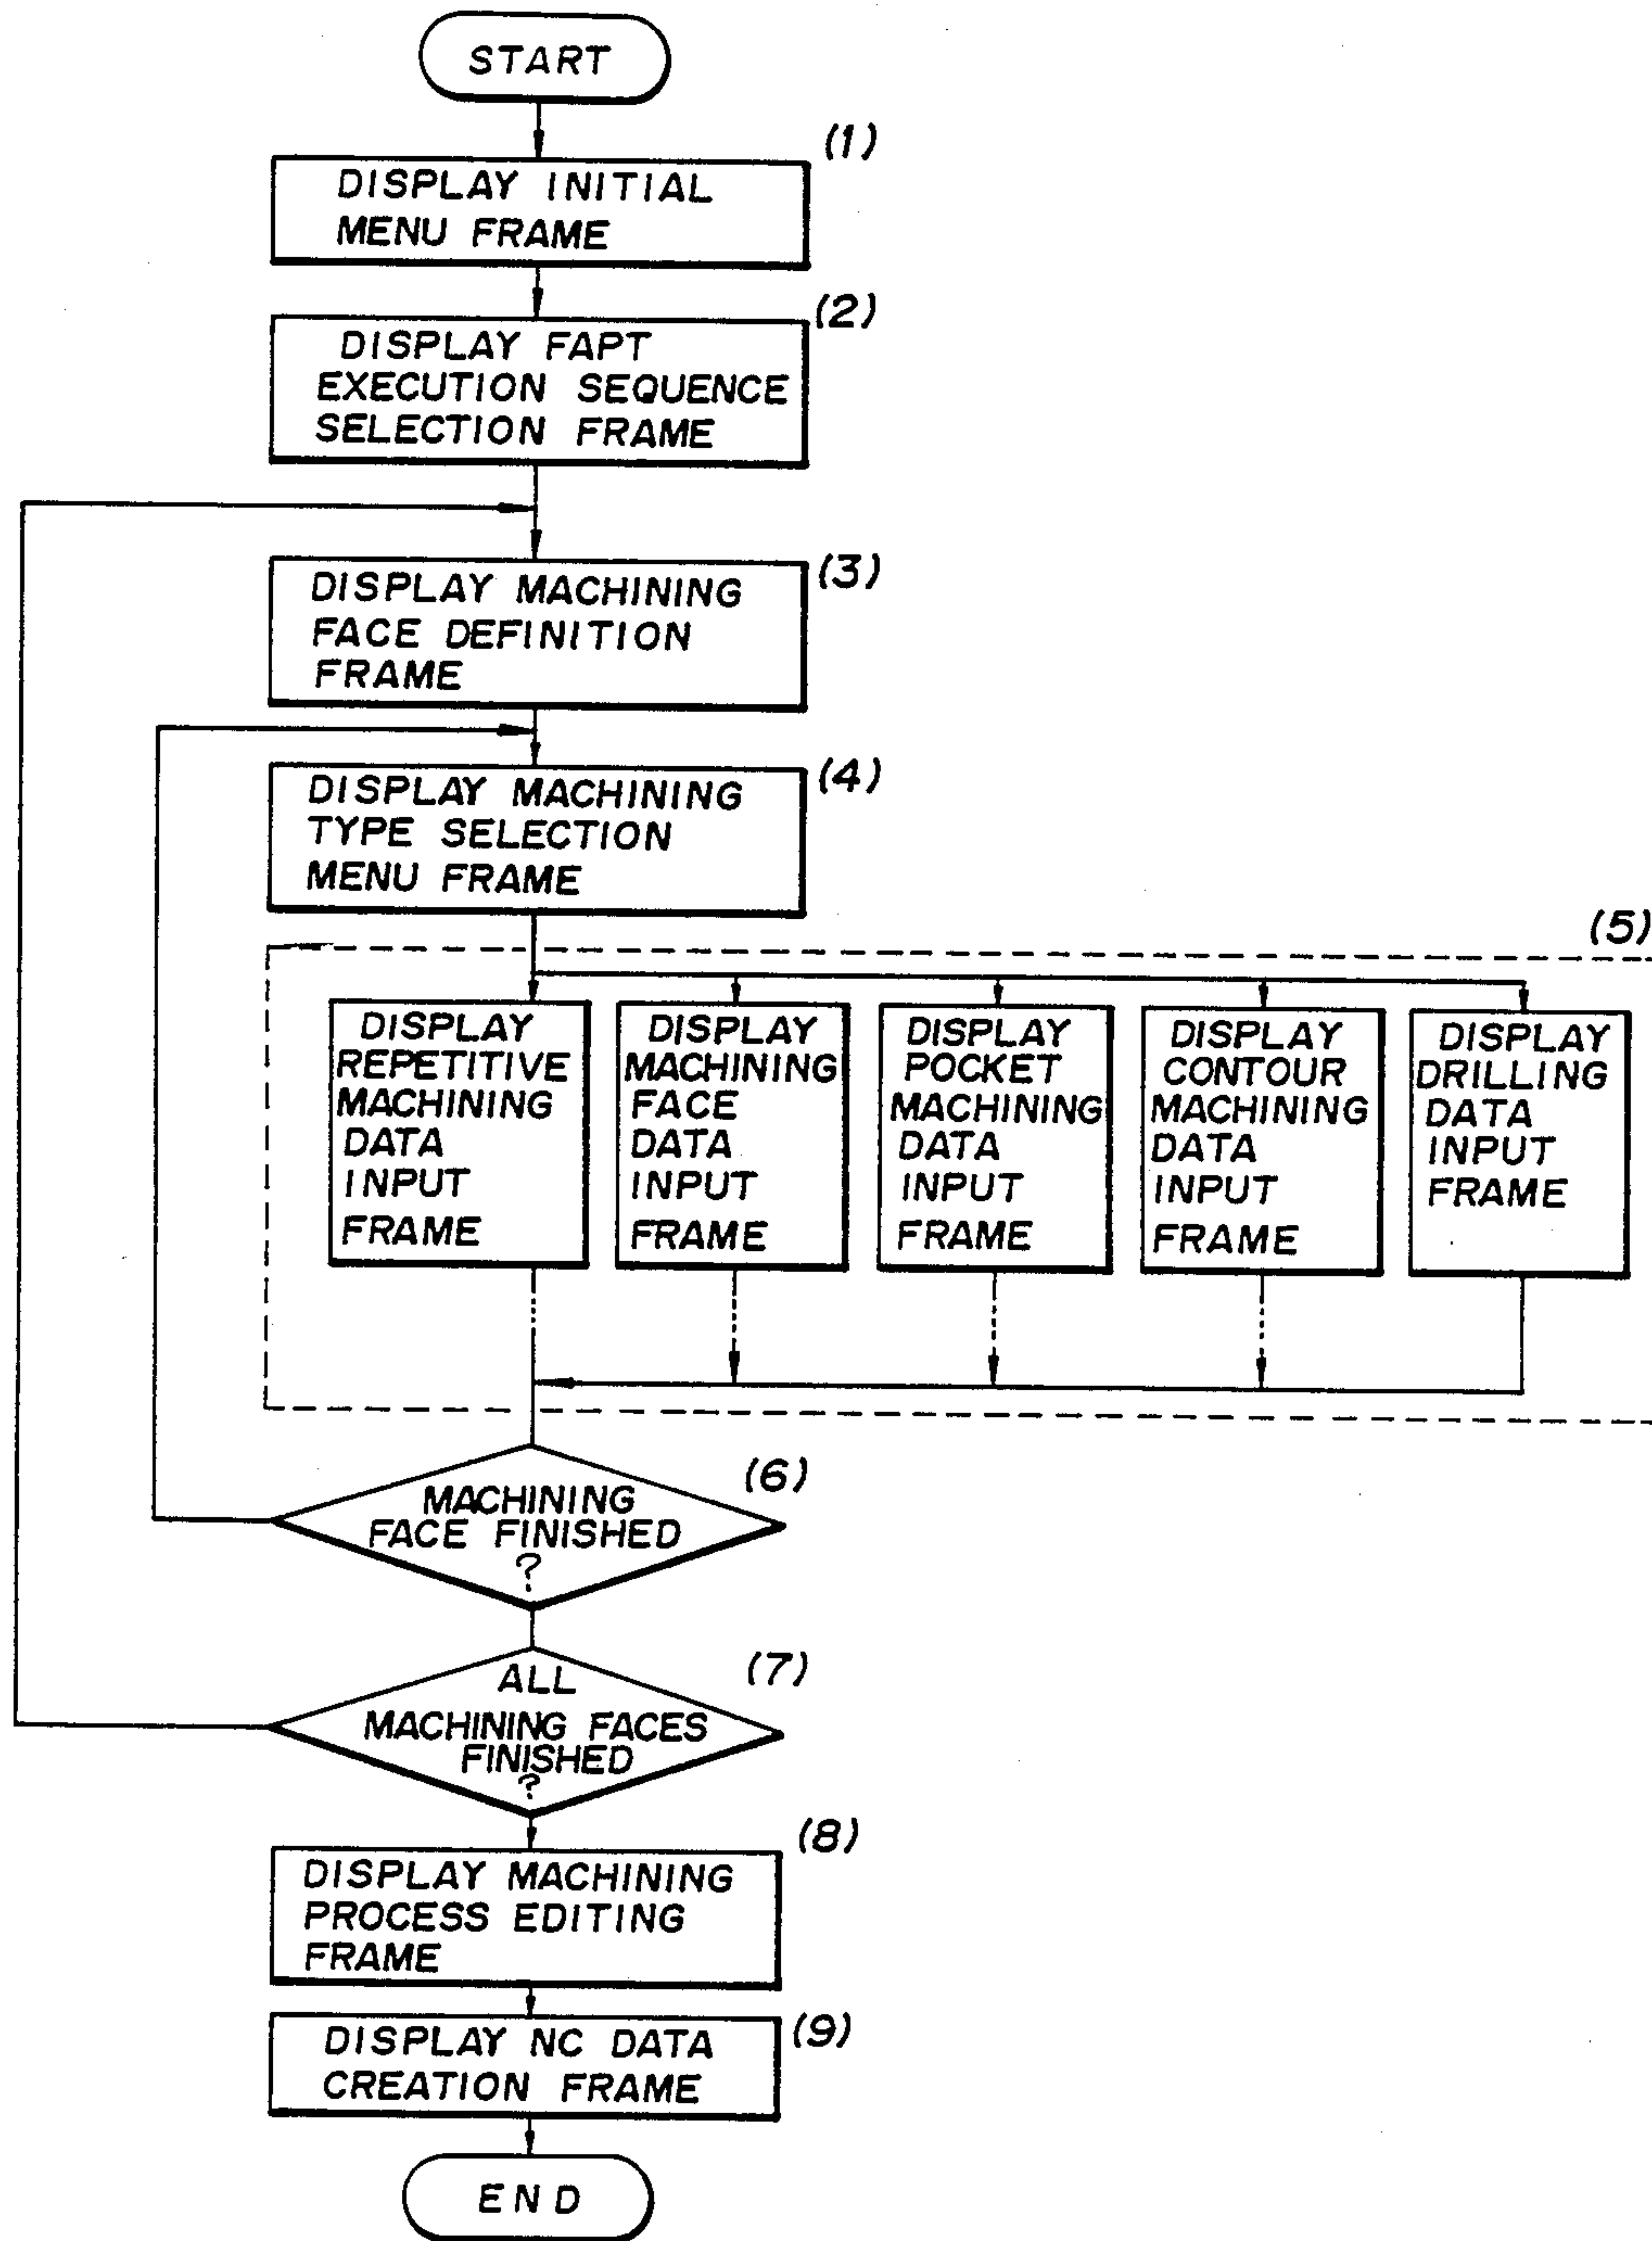 START
(1)
DISPLAY INITIAL
MENU FRAME
(2)
DISPLAY FAPT
EXECUTION SEQUENCE
SELECTION FRAME
(3)
DISPLAY MACHINING
FACE DEFINITION
FRAME
(4)
DISPLAY MACHINING
TYPE SELECTION
MENU FRAME
(5)
DISPLAY
REPETITIVE
MACHINING
DATA
INPUT
FRAME
DISPLAY
MACHINING
FACE
DATA
INPUT
FRAME
DISPLAY
POCKET
MACHINING
DATA
INPUT
FRAME
DISPLAY
CONTOUR
MACHINING
DATA
INPUT
FRAME
DISPLAY
DRILLING
DATA
INPUT
FRAME
(6)
MACHINING
FACE FINISHED
?
(7)
ALL
MACHINING FACES
FINISHED
?
(8)
DISPLAY MACHINING
PROCESS EDITING
FRAME
(9)
DISPLAY NC DATA
CREATION FRAME
END